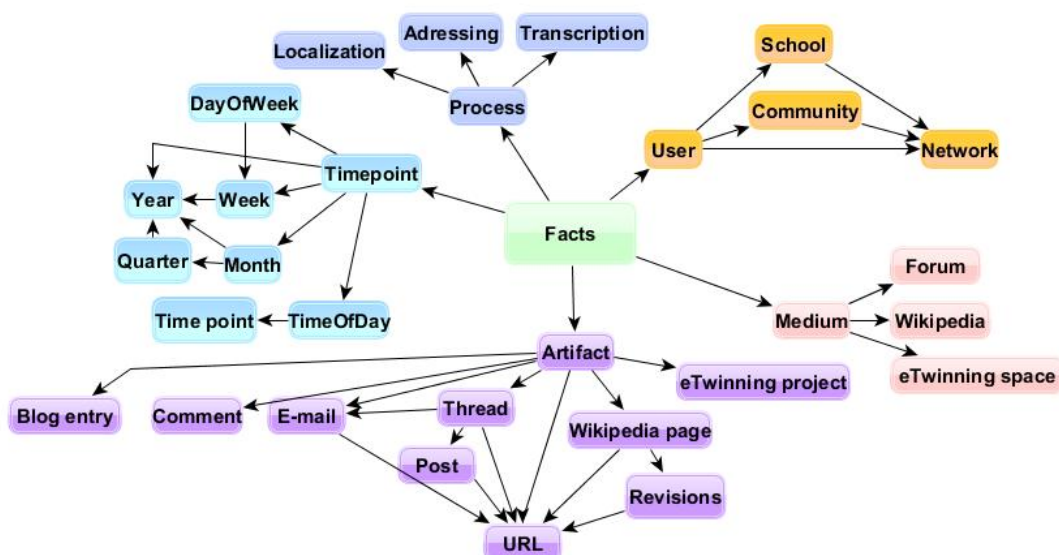 Localization
Adressing
Transcription
School
DayOfWeek
Process
Community
User
Network
Timepoint
Year
Week
Facts
Quarter
Month
Forum
Time point
TimeOfDay
Medium
Wikipedia
Artifact
eTwinning project
eTwinning space
Blog entry
Comment
E-mail
Thread
Wikipedia page
Post
Revisions
URL